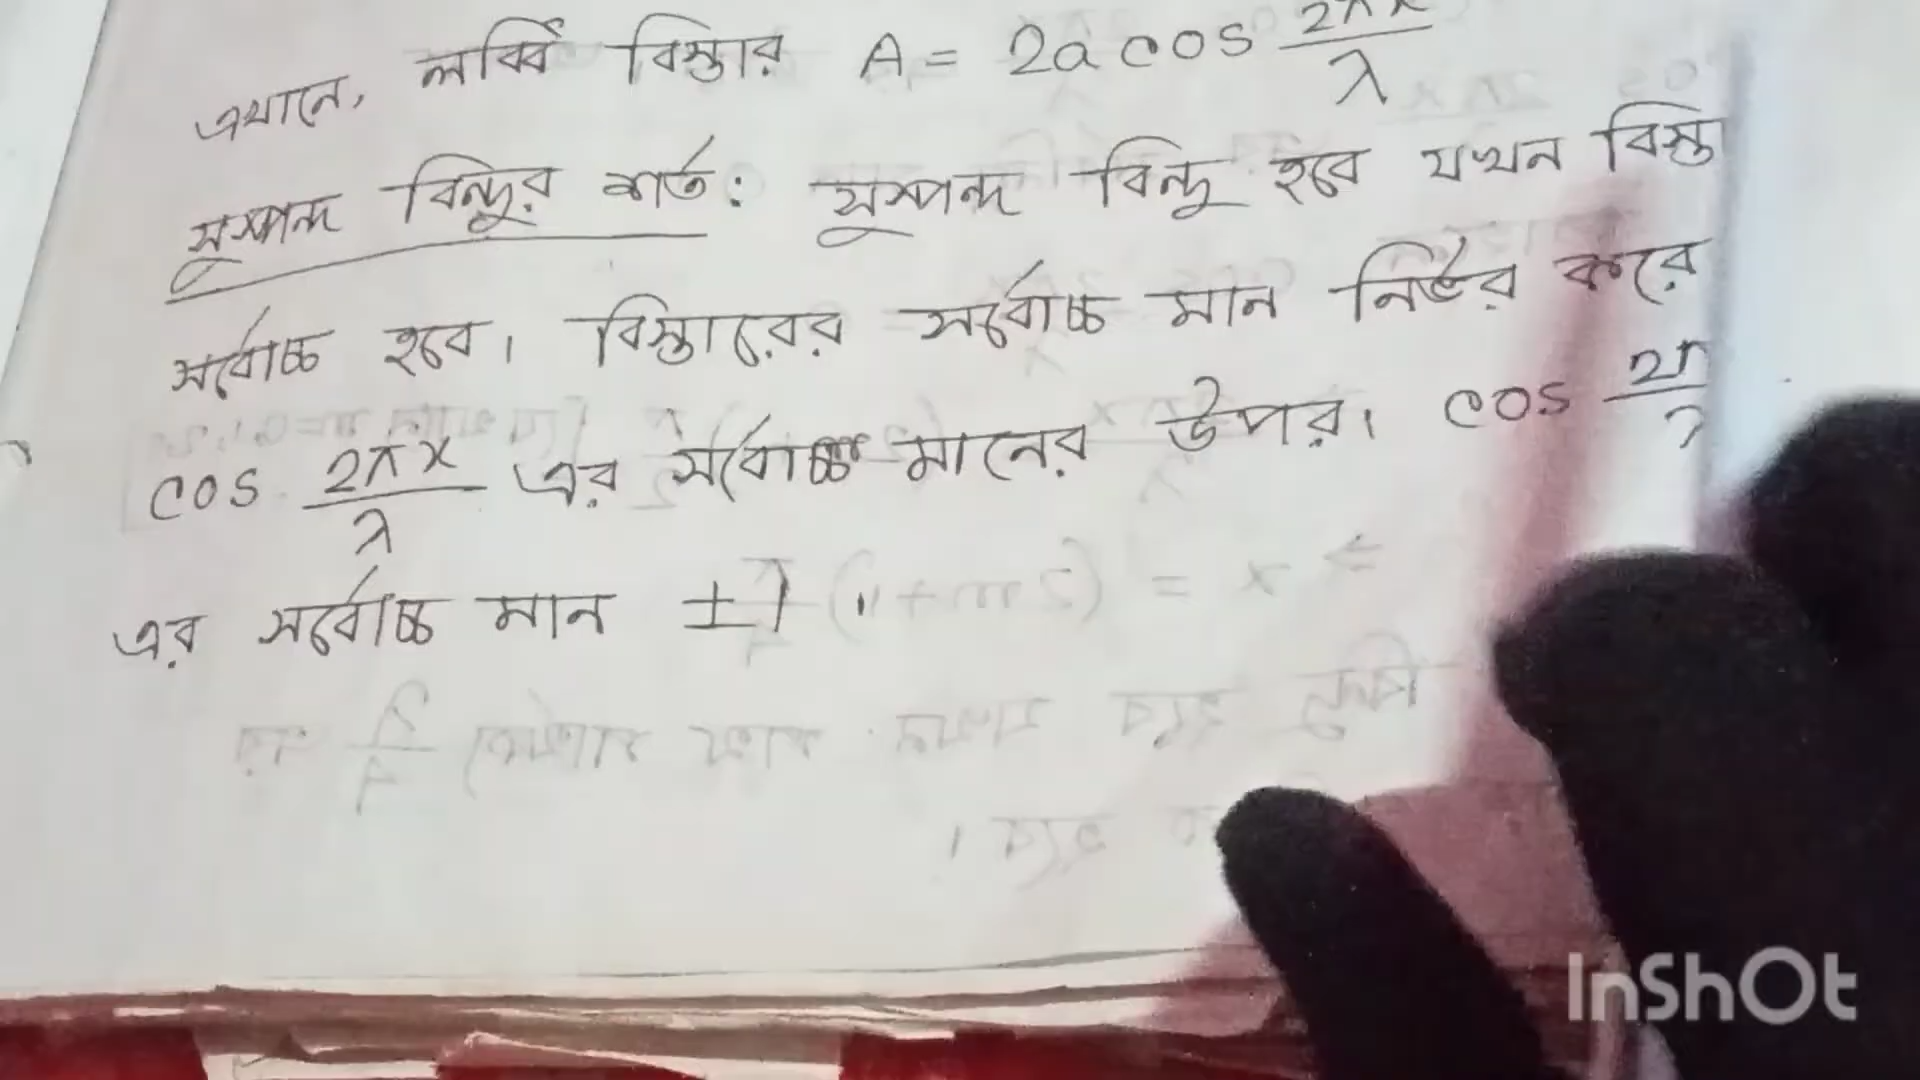 এখানে, লব্ধি বিস্তার A = 2a cos 2πx/λ
সুস্পন্দ বিন্দুর শর্ত: সুস্পন্দ বিন্দু হবে যখন বিস্তা
সর্বোচ্চ হবে। বিস্তারের সর্বোচ্চ মান নির্ভর করে
cos 2πx/λ এর সর্বোচ্চ মানের উপর। cos 2π/λ
এর সর্বোচ্চ মান ±1।
InShOt